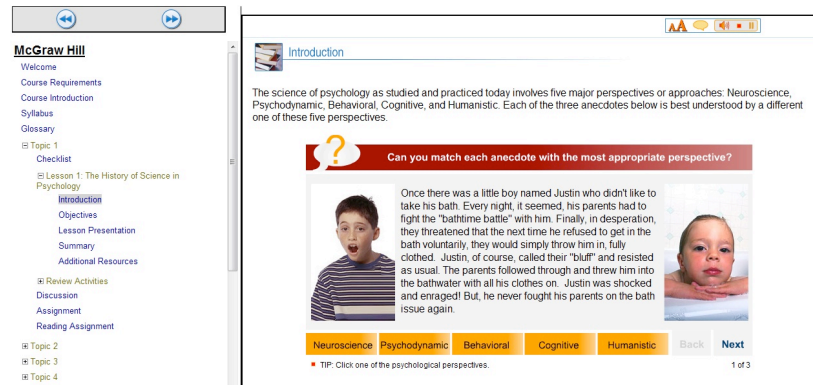 McGraw Hill
Welcome
Course Requirements
Course Introduction
Syllabus
Glossary
Topic 1
Checklist
Lesson 1: The History of Science in
Psychology
Introduction
Objectives
Lesson Presentation
Summary
Additional Resources
Review Activities
Discussion
Assignment
Reading Assignment
Topic 2
Topic 3
Topic 4
AA
Introduction
The science of psychology as studied and practiced today involves five major perspectives or approaches: Neuroscience,
Psychodynamic, Behavioral, Cognitive, and Humanistic. Each of the three anecdotes below is best understood by a different
one of these five perspectives.
?
Can you match each anecdote with the most appropriate perspective?
Once there was a little boy named Justin who didn't like to
take his bath. Every night, it seemed, his parents had to
fight the "bathtime battle" with him. Finally, in desperation,
they threatened that the next time he refused to get in the
bath voluntarily, they would simply throw him in, fully
clothed. Justin, of course, called their "bluff" and resisted
as usual. The parents followed through and threw him into
the bathwater with all his clothes on. Justin was shocked
and enraged! But, he never fought his parents on the bath
issue again.
Neuroscience Psychodynamic Behavioral Cognitive Humanistic Back Next
TIP: Click one of the psychological perspectives. 1 of 3